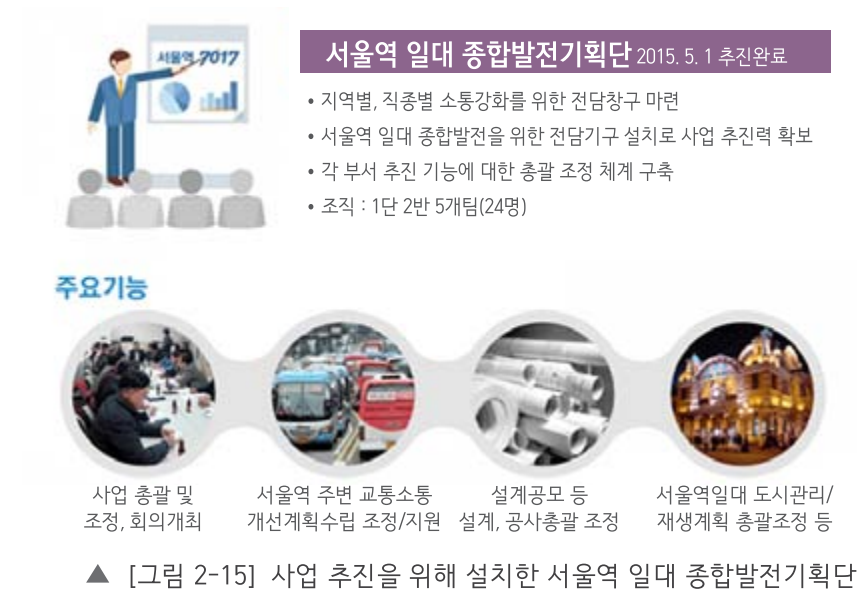 서울역 7017
서울역 일대 종합발전기획단 2015. 5. 1 추진완료
• 지역별, 직종별 소통강화를 위한 전담창구 마련
• 서울역 일대 종합발전을 위한 전담기구 설치로 사업 추진력 확보
• 각 부서 추진 기능에 대한 총괄 조정 체계 구축
• 조직 : 1단 2반 5개팀(24명)
주요기능
사업 총괄 및
조정, 회의개최
서울역 주변 교통소통
개선계획수립 조정/지원
설계공모 등
설계, 공사총괄 조정
서울역일대 도시관리/
재생계획 총괄조정 등
▲ [그림 2-15] 사업 추진을 위해 설치한 서울역 일대 종합발전기획단